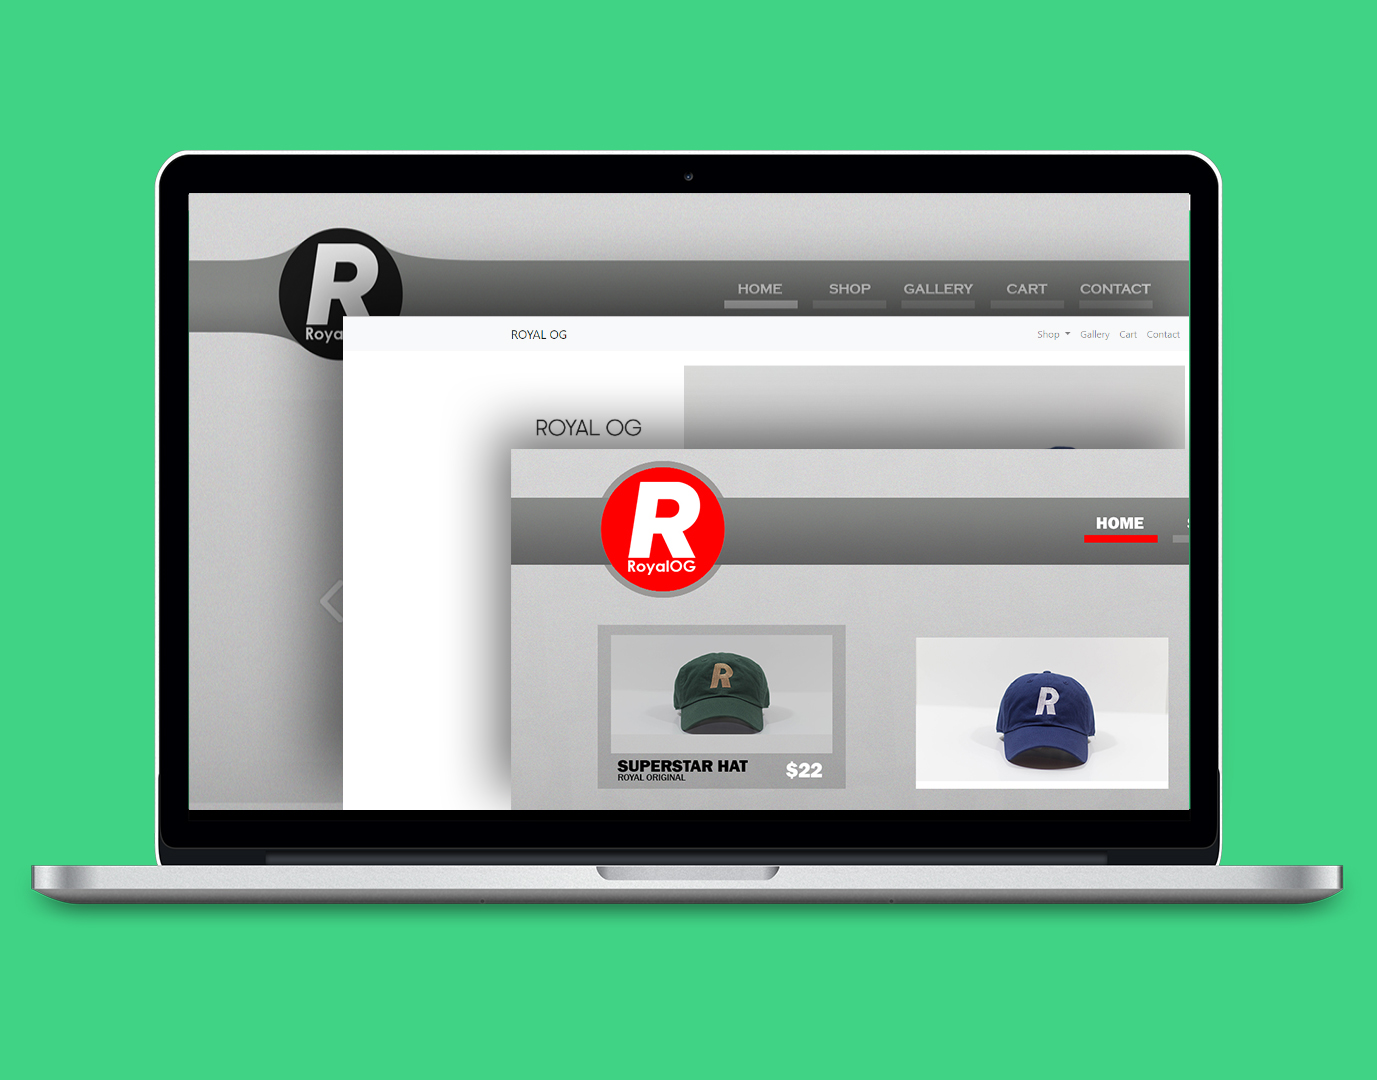 R
Roya
HOME SHOP GALLERY CART CONTACT
ROYAL OG
Shop Gallery Cart Contact
ROYAL OG
R
RoyalOG
HOME
R
SUPERSTAR HAT
ROYAL ORIGINAL
$22
R